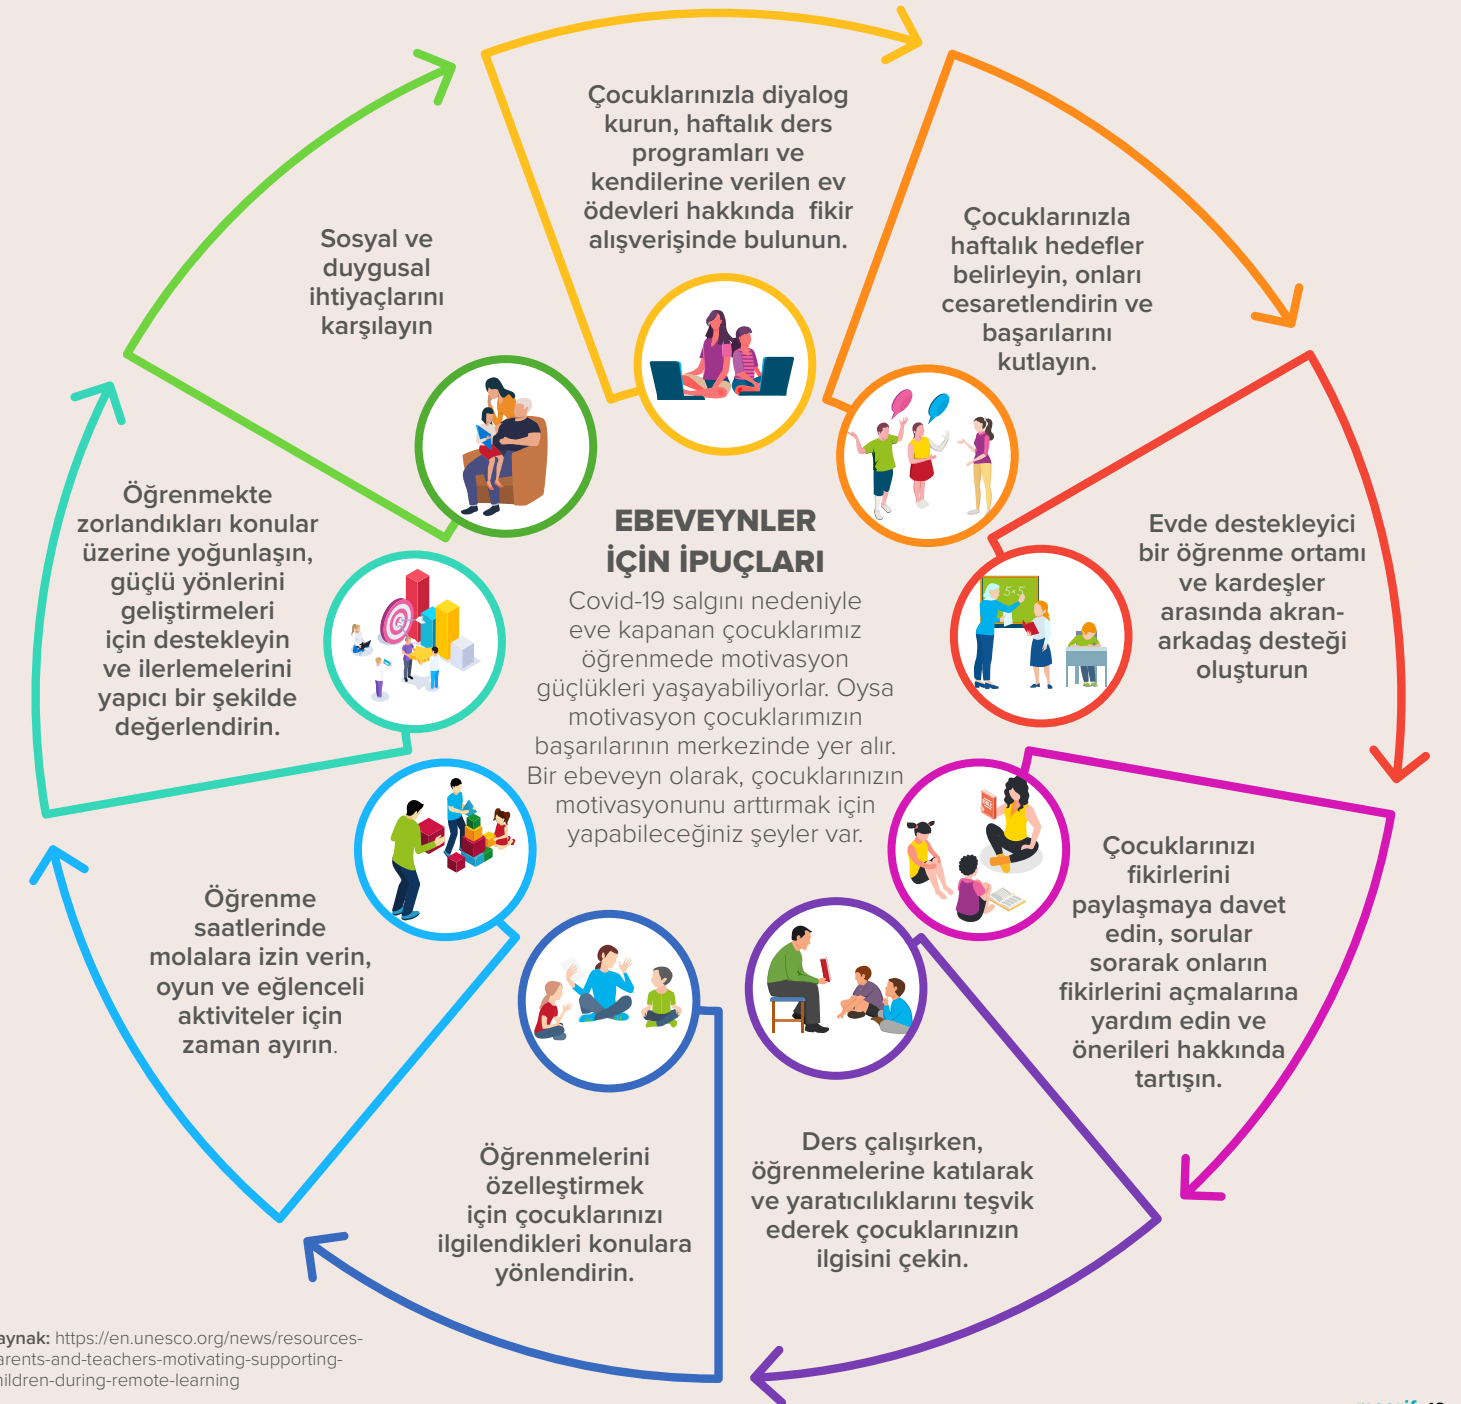 Çocuklarınızla diyalog
kurun, haftalık ders
programları ve
kendilerine verilen ev
ödevleri hakkında fikir
alışverişinde bulunun.
Çocuklarınızla
haftalık hedefler
belirleyin, onları
cesaretlendirin ve
başarılarını
kutlayın.
Evde destekleyici
bir öğrenme ortamı
ve kardeşler
arasında akran-
arkadaş desteği
oluşturun
Çocuklarınızı
fikirlerini
paylaşmaya davet
edin, sorular
sorarak onların
fikirlerini açmalarına
yardım edin ve
önerileri hakkında
tartışın.
Ders çalışırken,
öğrenmelerine katılarak
ve yaratıcılıklarını teşvik
ederek çocuklarınızın
ilgisini çekin.
Öğrenmelerini
özelleştirmek
için çocuklarınızı
ilgilendikleri konulara
yönlendirin.
Öğrenme
saatlerinde
molalara izin verin,
oyun ve eğlenceli
aktiviteler için
zaman ayırın.
Öğrenmekte
zorlandıkları konular
üzerine yoğunlaşın,
güçlü yönlerini
geliştirmeleri
için destekleyin
ve ilerlemelerini
yapıcı bir şekilde
değerlendirin.
Sosyal ve
duygusal
ihtiyaçlarını
karşılayın
EBEVEYNLER
İÇİN İPUÇLARI
Covid-19 salgını nedeniyle
eve kapanan çocuklarımız
öğrenmede motivasyon
güçlükleri yaşayabiliyorlar. Oysa
motivasyon çocuklarımızın
başarılarının merkezinde yer alır.
Bir ebeveyn olarak, çocuklarınızın
motivasyonunu arttırmak için
yapabileceğiniz şeyler var.
5x5
aynak: https://en.unesco.org/news/resources-
arents-and-teachers-motivating-supporting-
hildren-during-remote-learning